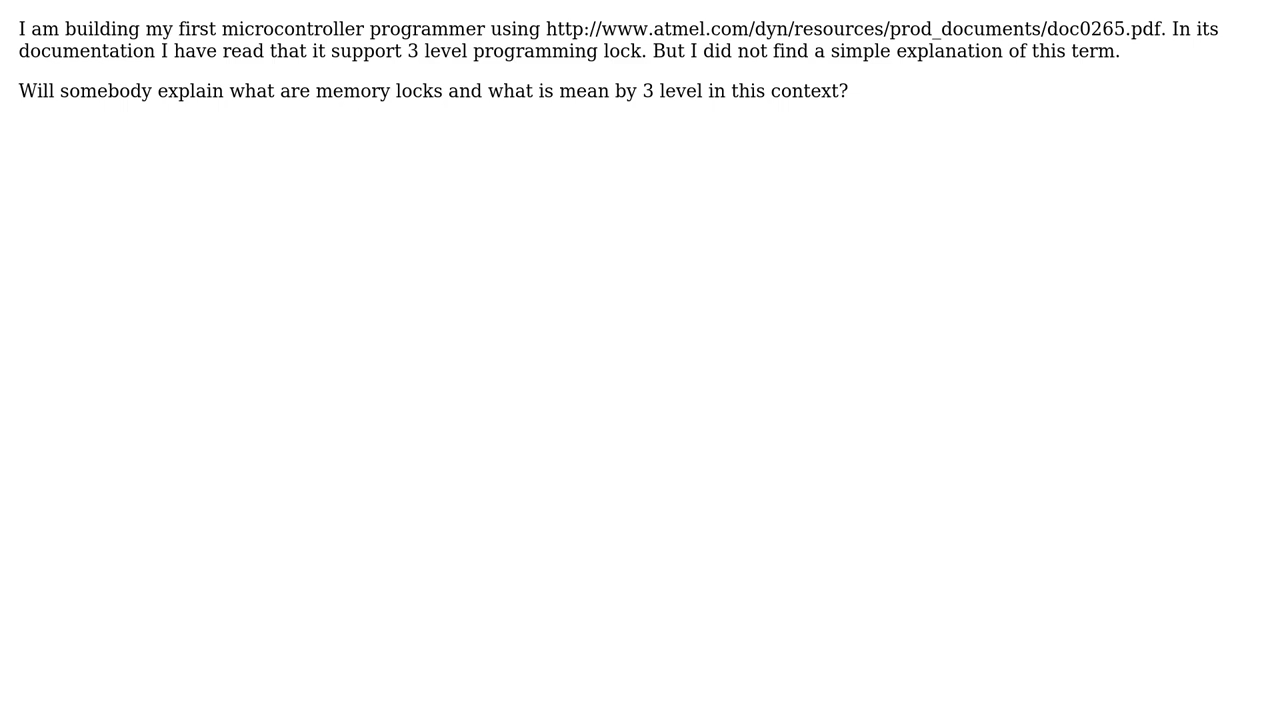 I am building my first microcontroller programmer using http://www.atmel.com/dyn/resources/prod_documents/doc0265.pdf. In its
documentation I have read that it support 3 level programming lock. But I did not find a simple explanation of this term.
Will somebody explain what are memory locks and what is mean by 3 level in this context?